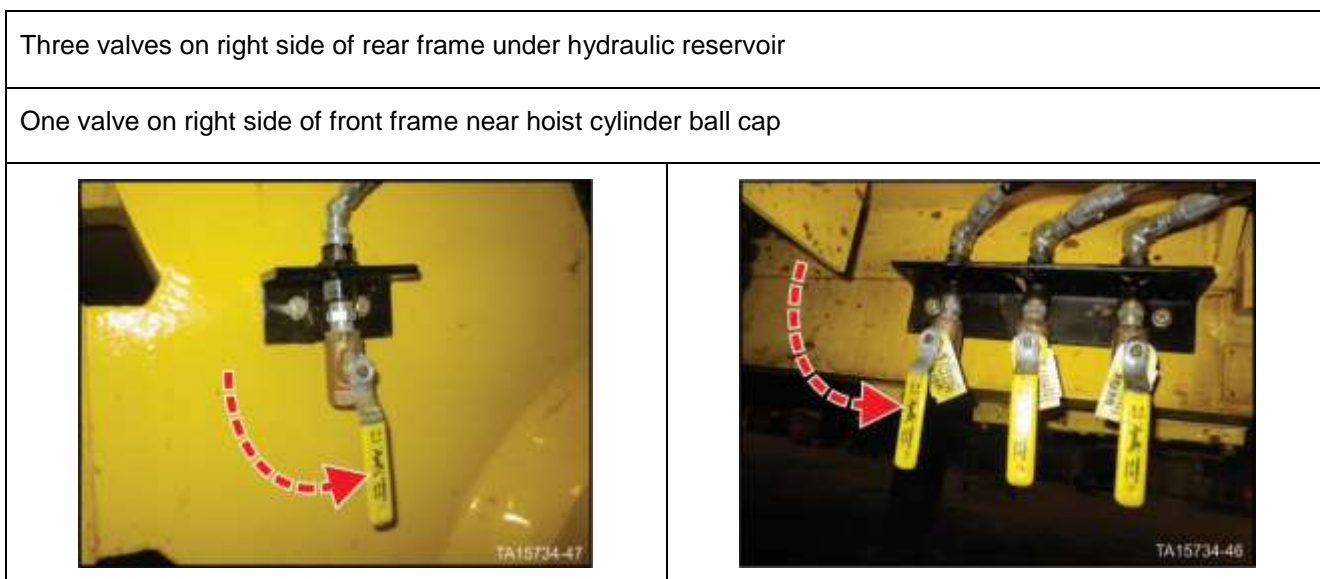 Three valves on right side of rear frame under hydraulic reservoir
One valve on right side of front frame near hoist cylinder ball cap
TA15734-47
TA15734-46